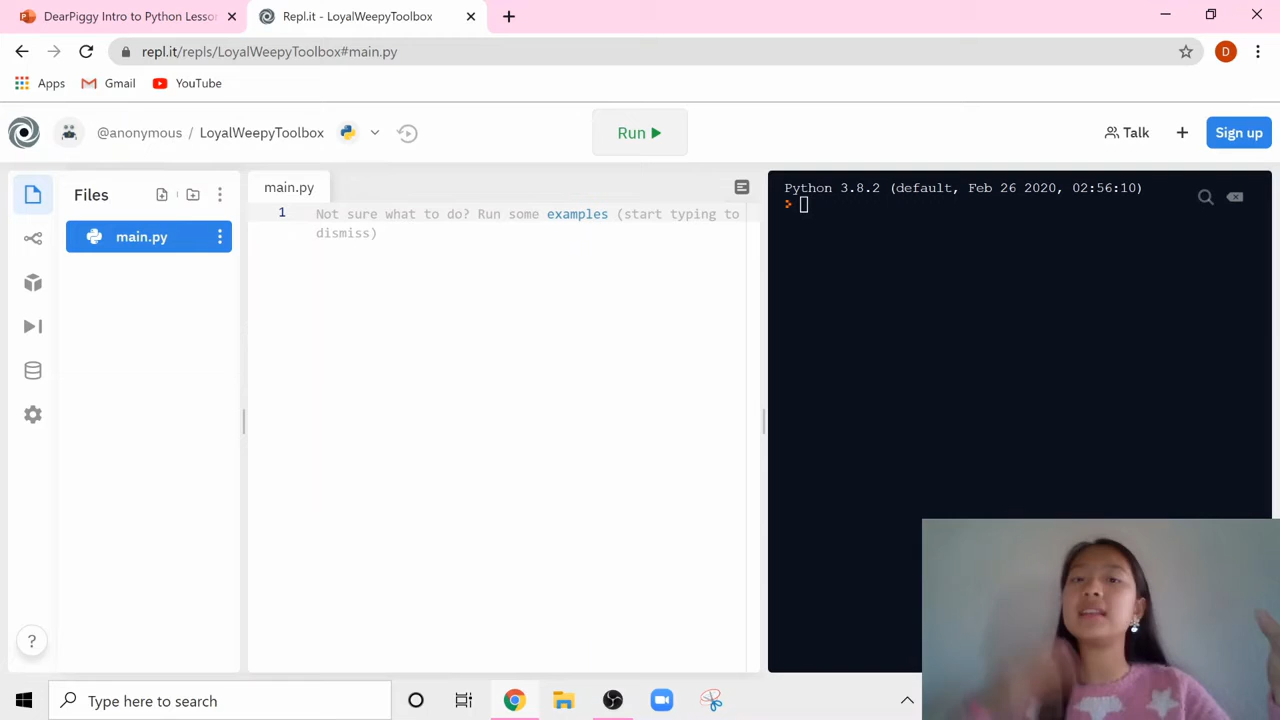 DearPiggy Intro to Python Lesson
Repl.it - LoyalWeepyToolbox
repl.it/repls/LoyalWeepyToolbox#main.py
D
Apps
Gmail
YouTube
@anonymous / LoyalWeepyToolbox
Run
Talk
Sign up
Files
main.py
main.py
1
Not sure what to do? Run some examples (start typing to
dismiss)
Python 3.8.2 (default, Feb 26 2020, 02:56:10)
?
Type here to search